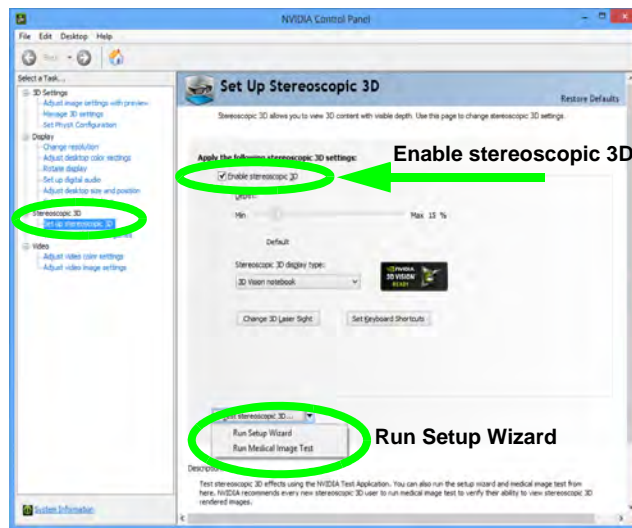 NVIDIA Control Panel
File Edit Desktop Help
Back
Select a Task...
3D Settings
Adjust image settings with preview
Manage 3D settings
Set PhysX Configuration
Display
Change resolution
Adjust desktop color settings
Rotate display
Set up digital audio
Adjust desktop size and position
Stereoscopic 3D
Set up stereoscopic 3D
Video
Adjust video color settings
Adjust video image settings
System Information
Set Up Stereoscopic 3D
Restore Defaults
Stereoscopic 3D allows you to view 3D content with visible depth. Use this page to change stereoscopic 3D settings.
Apply the following stereoscopic 3D settings:
Enable stereoscopic 3D
Enable stereoscopic 3D
Depth:
Min Max 15 %
Default
Stereoscopic 3D display type:
3D Vision notebook
NVIDIA
3D VISION
READY
Change 3D Laser Sight Set Keyboard Shortcuts
stereoscopic 3D...
Run Setup Wizard
Run Medical Image Test
Run Setup Wizard
Description
Test stereoscopic 3D effects using the NVIDIA Test Application. You can also run the setup wizard and medical image test from
here. NVIDIA recommends every new stereoscopic 3D user to run medical image test to verify their ability to view stereoscopic 3D
rendered images.